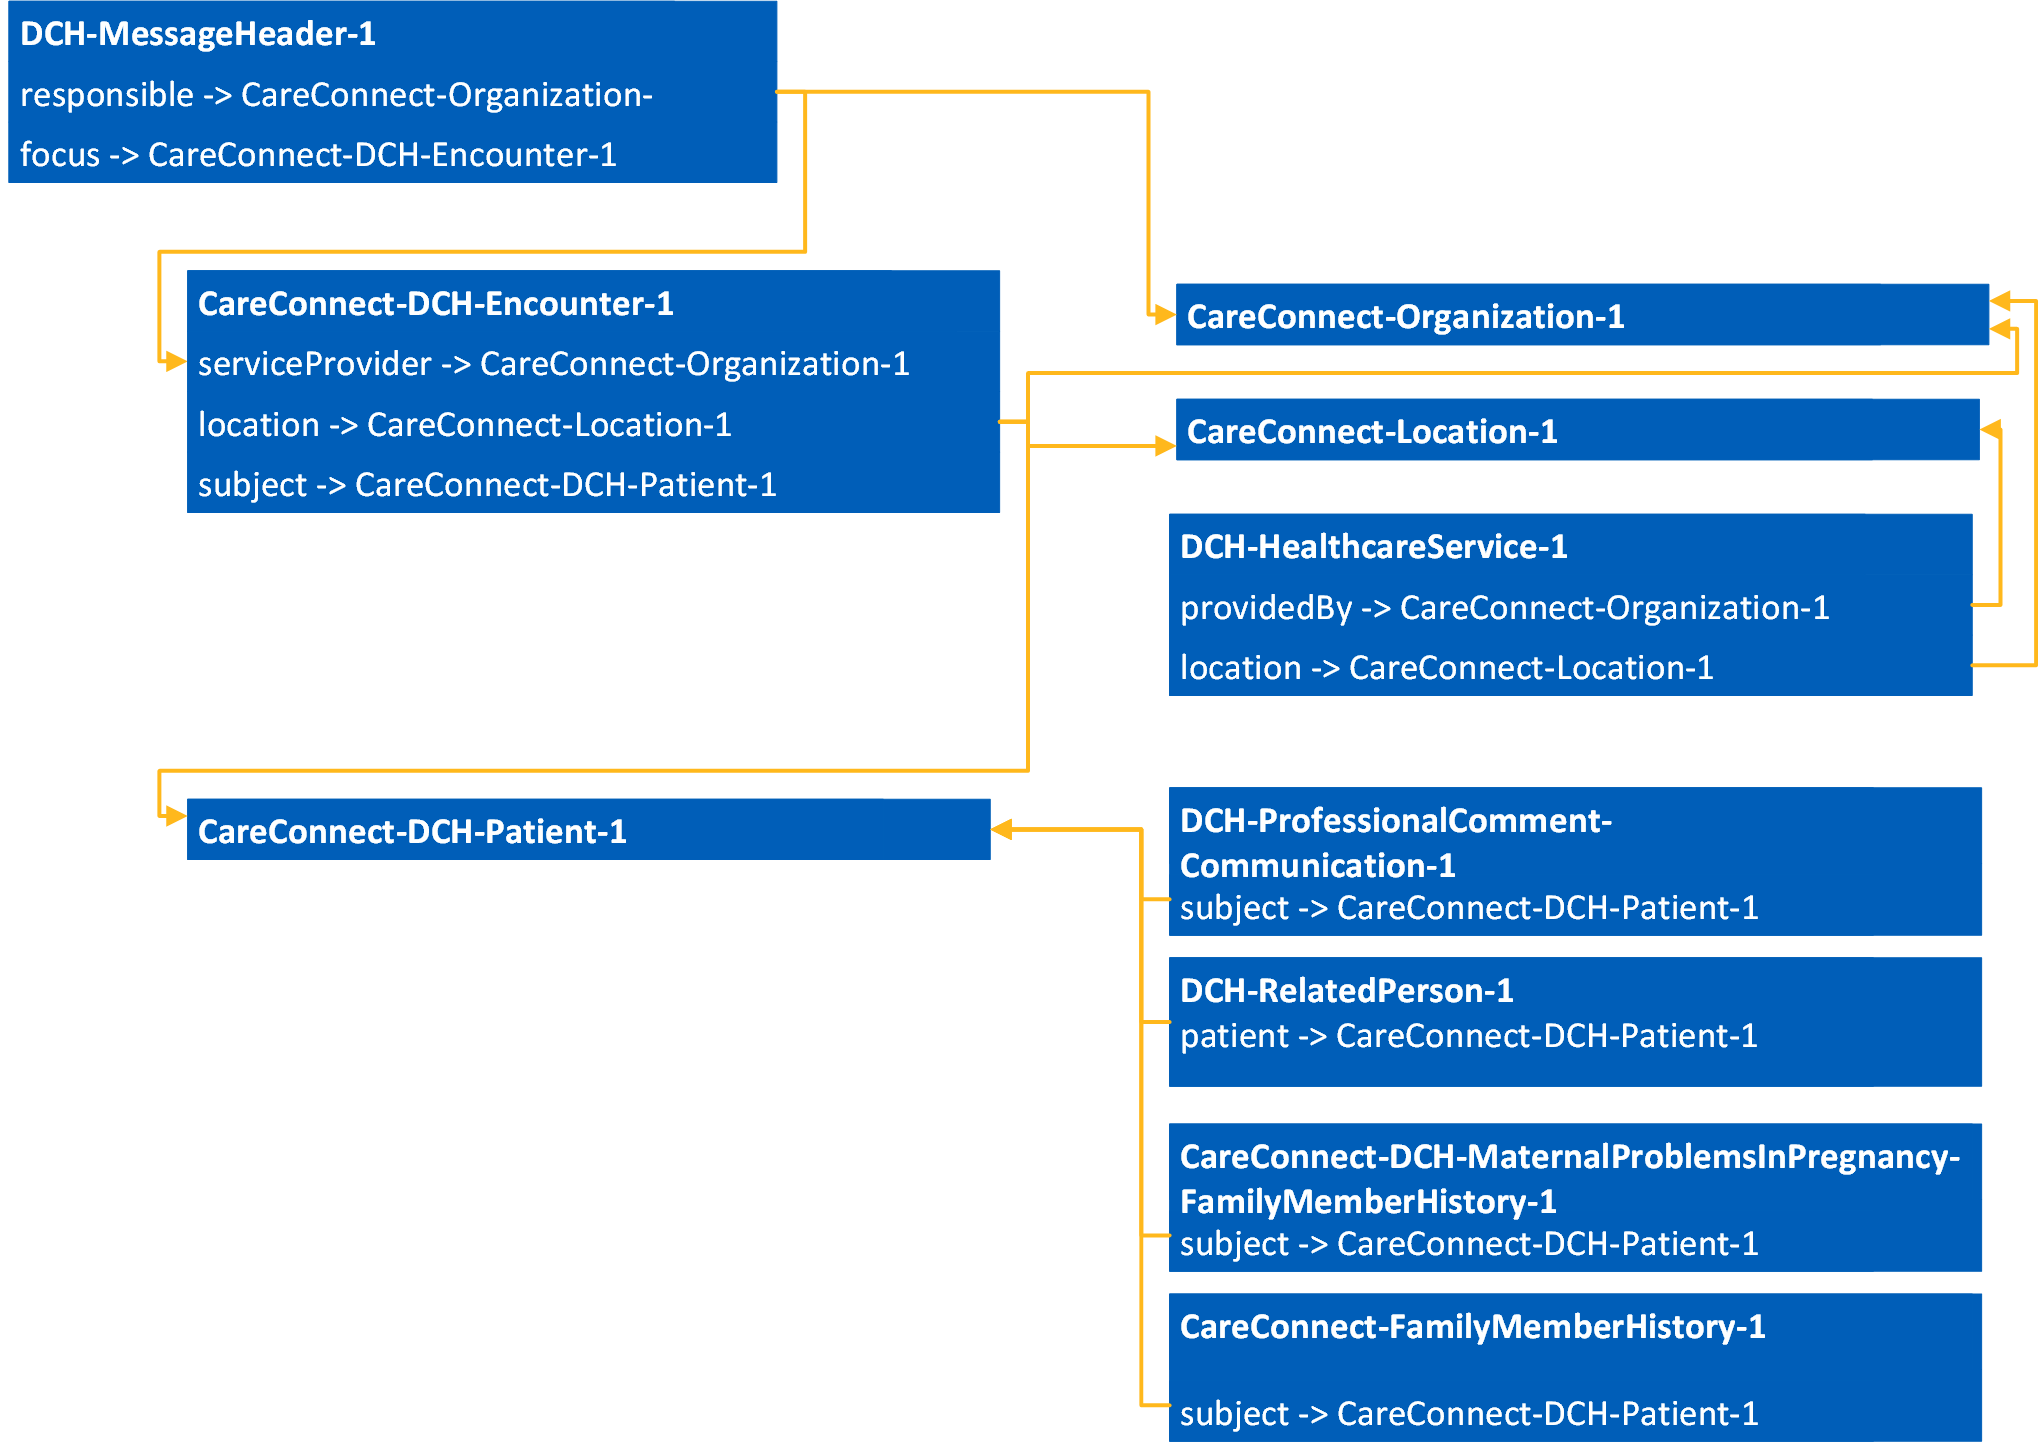 DCH-MessageHeader-1
responsible -> CareConnect-Organization-
focus -> CareConnect-DCH-Encounter-1
CareConnect-DCH-Encounter-1
serviceProvider -> CareConnect-Organization-1
location -> CareConnect-Location-1
subject -> CareConnect-DCH-Patient-1
CareConnect-Organization-1
CareConnect-Location-1
DCH-HealthcareService-1
providedBy -> CareConnect-Organization-1
location -> CareConnect-Location-1
CareConnect-DCH-Patient-1
DCH-ProfessionalComment-
Communication-1
subject -> CareConnect-DCH-Patient-1
DCH-RelatedPerson-1
patient -> CareConnect-DCH-Patient-1
CareConnect-DCH-MaternalProblemsInPregnancy-
FamilyMemberHistory-1
subject -> CareConnect-DCH-Patient-1
CareConnect-FamilyMemberHistory-1
subject -> CareConnect-DCH-Patient-1